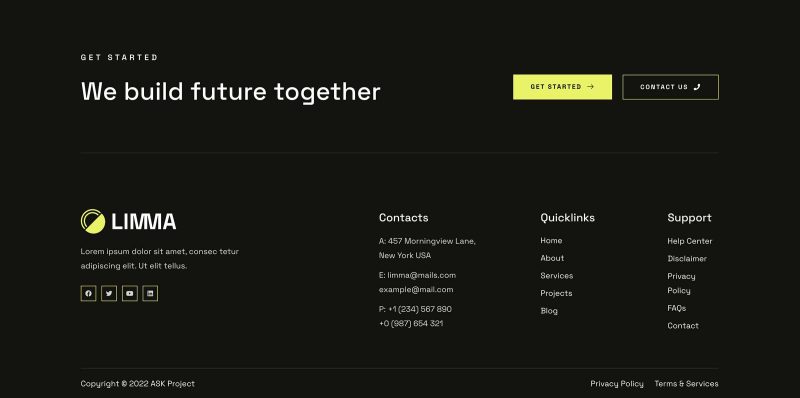 GET STARTED
We build future together
GET STARTED
CONTACT US
LIMMA
Lorem ipsum dolor sit amet, consec tetur
adipiscing elit. Ut elit tellus.
Contacts
A: 457 Morningview Lane,
New York USA
E: limma@mails.com
example@mail.com
P: +1 (234) 567 890
+0 (987) 654 321
Quicklinks
Home
About
Services
Projects
Blog
Support
Help Center
Disclaimer
Privacy
Policy
FAQs
Contact
Copyright © 2022 ASK Project
Privacy Policy
Terms & Services